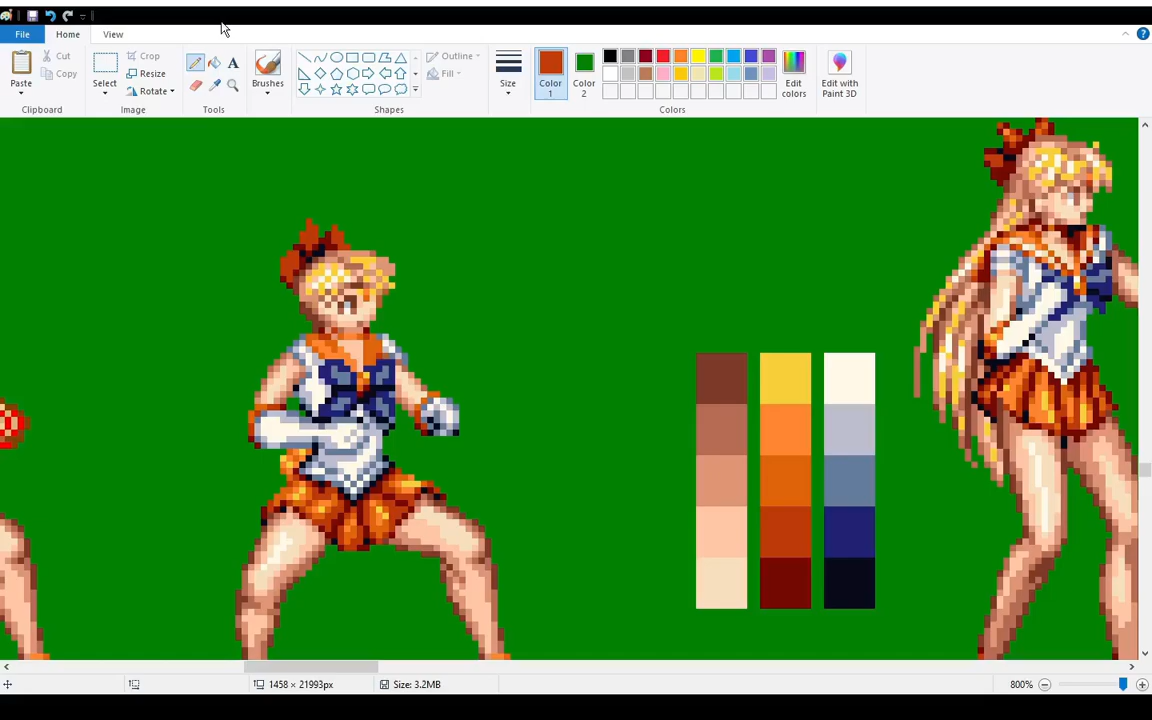 File Home View
Paste
Cut
Copy
Clipboard
Select
Crop
Resize
Rotate
Image
A
Tools
Brushes
Outline
Fill
Shapes
Size
Color
1
Color
2
Edit
colors
Colors
Edit with
Paint 3D
1458 × 21993px
Size: 3.2MB
800%